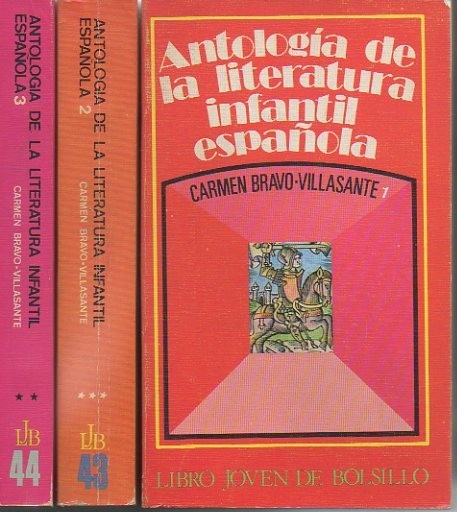 ANTOLOGIA DE LA LITERATURA INFANTIL
ESPAÑOLA 3
CARMEN BRAVO-VILLASANTE
★★
LJB
44
ANTOLOGIA DE LA LITERATURA INFANTIL
ESPAÑOLA 2
CARMEN BRAVO-VILLASANTE
★★★
LJB
43
Antología de
la literatura
infantil
española
CARMEN BRAVO-VILLASANTE 1
LIBRO JOVEN DE BOLSILLO